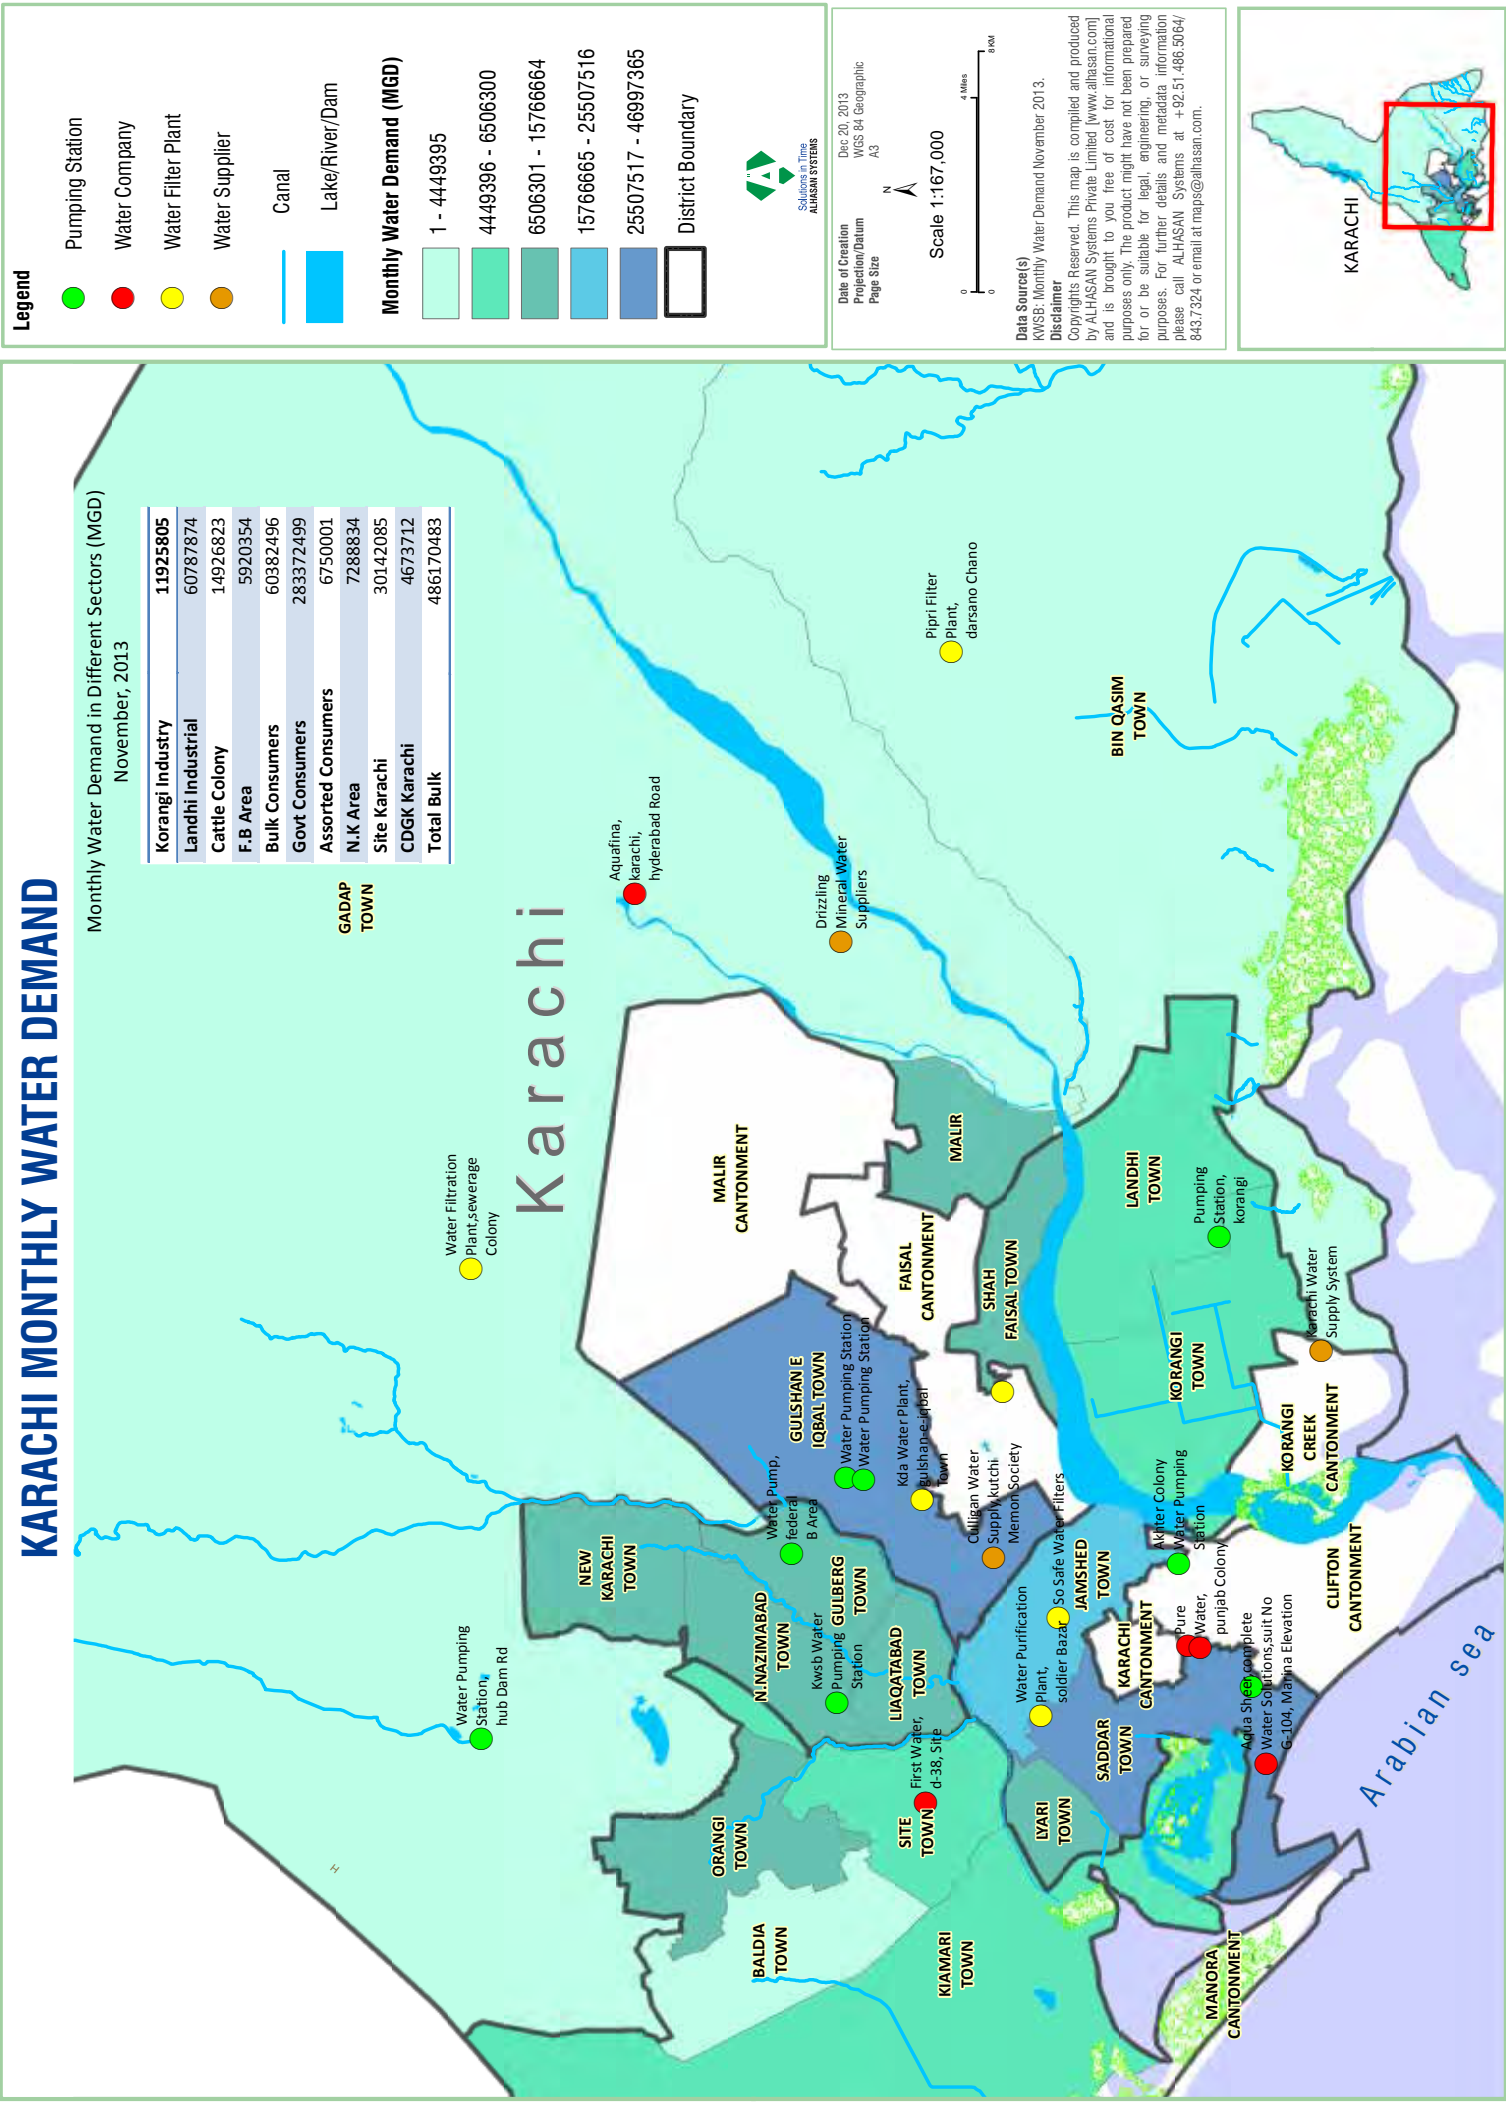 KARACHI MONTHLY WATER DEMAND
Monthly Water Demand in Different Sectors (MGD)
November, 2013
Korangi Industry 11925805
Landhi Industrial 60787874
Cattle Colony 14926823
F.B Area 5920354
Bulk Consumers 60382496
Govt Consumers 283372499
Assorted Consumers 6750001
N.K Area 7288834
Site Karachi 30142085
CDGK Karachi 4673712
Total Bulk 486170483
GADAP
TOWN
Karachi
Water Pumping
Station,
hub Dam Rd
Water Filtration
Plant,sewerage
Colony
Aquafina,
karachi,
hyderabad Road
Drizzling
Mineral Water
Suppliers
Pipri Filter
Plant,
darsano Chano
BIN QASIM
TOWN
NEW
KARACHI
TOWN
MALIR
CANTONMENT
ORANGI
TOWN
BALDIA
TOWN
N.NAZIMABAD
TOWN
Water Pump,
federal
B Area
GULSHAN E
IQBAL TOWN
Water Pumping Station
Water Pumping Station
Kwsb Water
Pumping
Station
GULBERG
TOWN
LIAQATABAD
TOWN
Kda Water Plant,
gulshan-e-iqbal
Town
FAISAL
CANTONMENT
MALIR
SITE
TOWN
First Water,
d-38, Site
KIAMARI
TOWN
Culligan Water
Supply,kutchi
Memon Society
SHAH
FAISAL TOWN
Water Purification
Plant,
soldier Bazar
So Safe Water Filters
JAMSHED
TOWN
LYARI
TOWN
SADDAR
TOWN
KARACHI
CANTONMENT
LANDHI
TOWN
KORANGI
TOWN
Pumping
Station,
korangi
Akhter Colony
Water Pumping
Station
Pure
Water,
punjab Colony
Aqua Sheer,complete
Water Solutions,suit No
G-104, Marina Elevation
Karachi Water
Supply System
KORANGI
CREEK
CANTONMENT
CLIFTON
CANTONMENT
MANORA
CANTONMENT
Arabian sea
Legend
Pumping Station
Water Company
Water Filter Plant
Water Supplier
Canal
Lake/River/Dam
Monthly Water Demand (MGD)
1 - 4449395
4449396 - 6506300
6506301 - 15766664
15766665 - 25507516
25507517 - 46997365
District Boundary
Solutions in Time
ALHASAN SYSTEMS
Date of Creation Dec 20, 2013
Projection/Datum WGS 84 Geographic
Page Size A3
N
Scale 1:167,000
0 4 Miles
0 8 KM
Data Source(s)
KWSB: Monthly Water Demand November 2013.
Disclaimer
Copyrights Reserved. This map is compiled and produced
by ALHASAN Systems Private Limited [www.alhasan.com]
and is brought to you free of cost for informational
purposes only. The product might have not been prepared
for or be suitable for legal, engineering, or surveying
purposes. For further details and metadata information
please call ALHASAN Systems at +92.51.486.5064/
843.7324 or email at maps@alhasan.com.
KARACHI